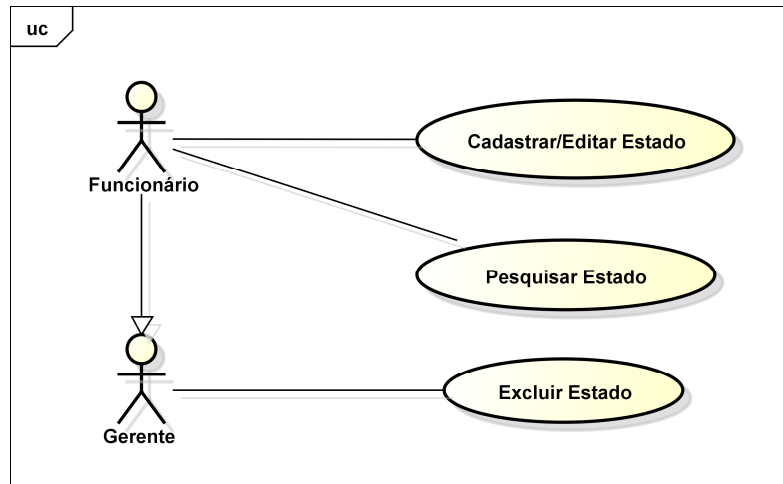 uc
Cadastrar/Editar Estado
Funcionário
Pesquisar Estado
Excluir Estado
Gerente